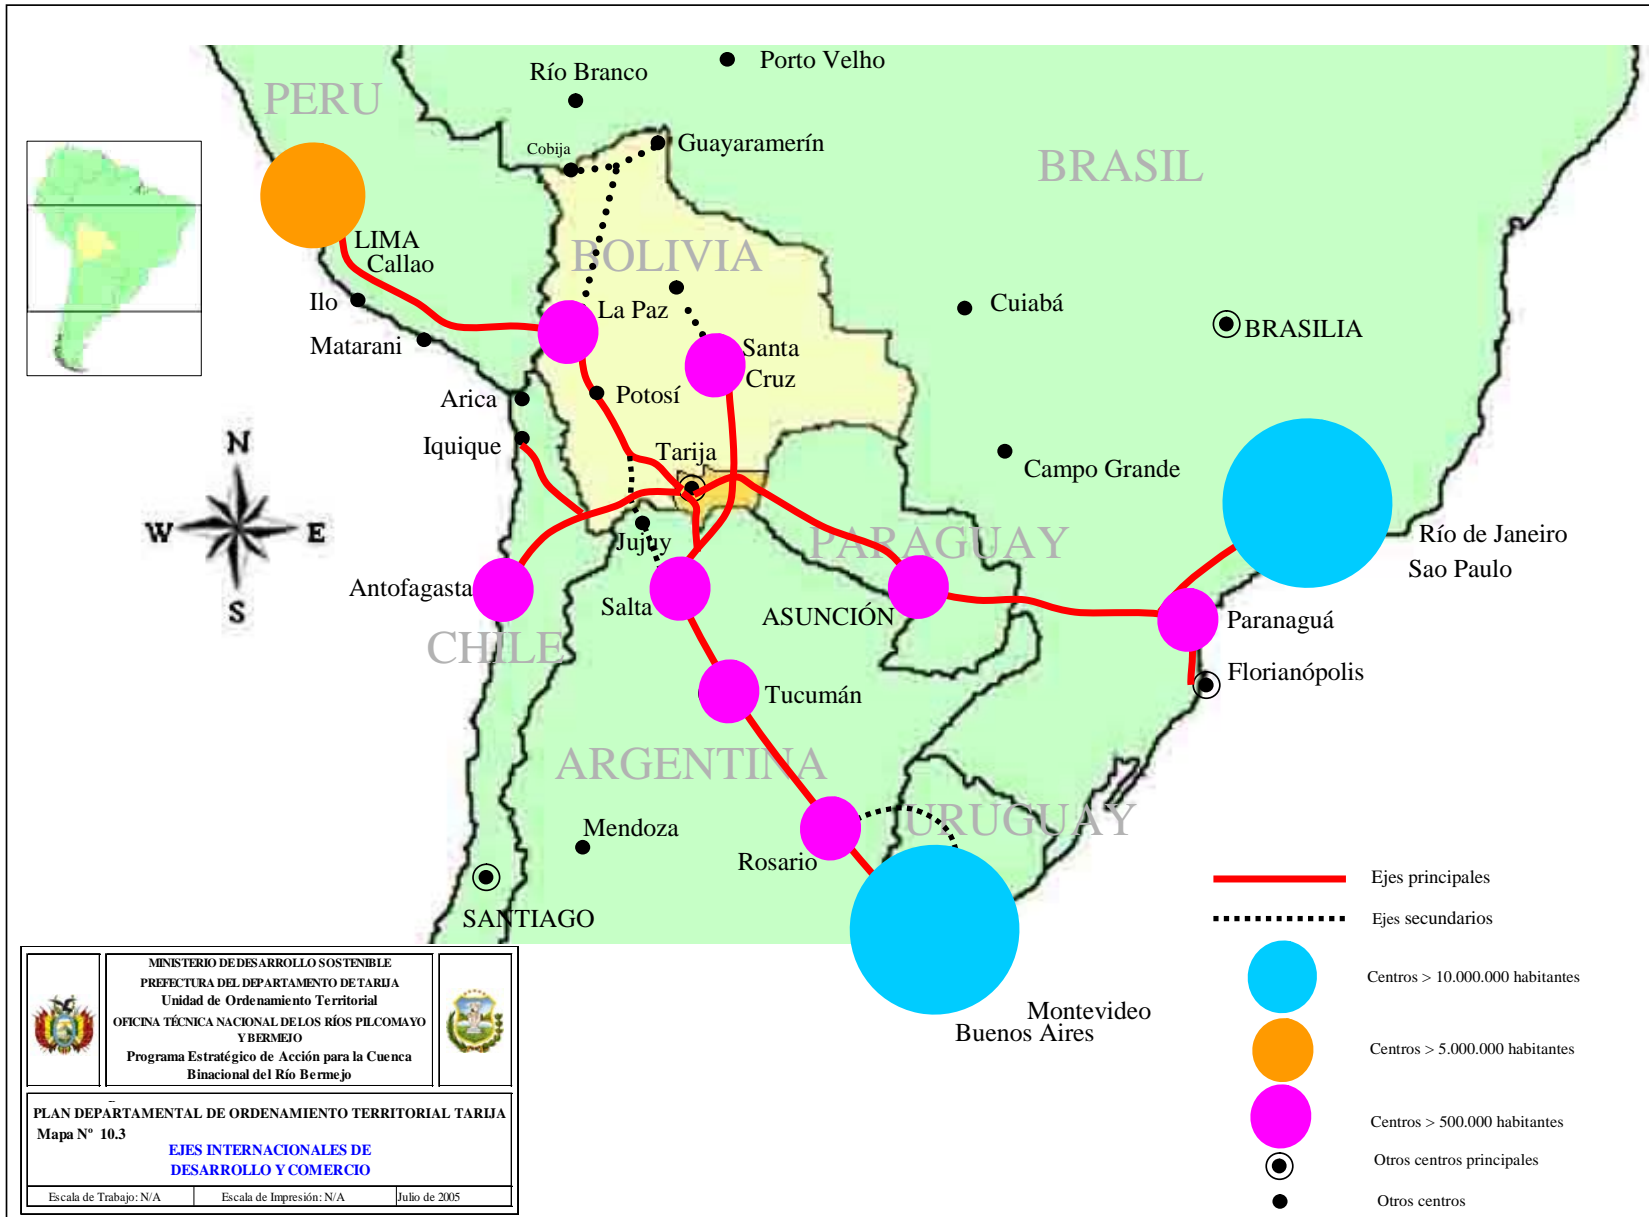 Porto Velho
Río Branco
PERU
Cobija
Guayaramerín
BRASIL
LIMA
Callao
BOLIVIA
Ilo
La Paz
Cuiabá
BRASILIA
Matarani
Santa
Cruz
Arica
Potosí
Iquique
Tarija
Campo Grande
N
W
E
S
Jujuy
PARAGUAY
Río de Janeiro
Sao Paulo
Antofagasta
Salta
ASUNCIÓN
Paranaguá
CHILE
Florianópolis
Tucumán
ARGENTINA
URUGUAY
Mendoza
Rosario
SANTIAGO
Montevideo
Buenos Aires
Ejes principales
Ejes secundarios
Centros > 10.000.000 habitantes
Centros > 5.000.000 habitantes
Centros > 500.000 habitantes
Otros centros principales
Otros centros
MINISTERIO DE DESARROLLO SOSTENIBLE
PREFECTURA DEL DEPARTAMENTO DE TARIJA
Unidad de Ordenamiento Territorial
OFICINA TÉCNICA NACIONAL DE LOS RÍOS PILCOMAYO
Y BERMEJO
Programa Estratégico de Acción para la Cuenca
Binacional del Río Bermejo
PLAN DEPARTAMENTAL DE ORDENAMIENTO TERRITORIAL TARIJA
Mapa Nº 10.3
EJES INTERNACIONALES DE
DESARROLLO Y COMERCIO
Escala de Trabajo: N/A
Escala de Impresión: N/A
Julio de 2005